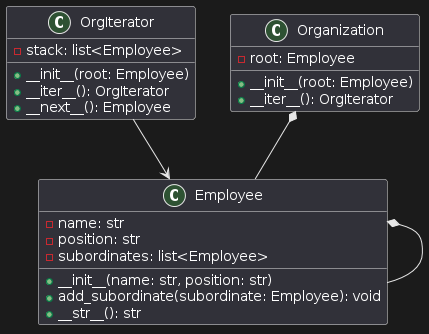 C OrgIterator
stack: list<Employee>
__init__(root: Employee)
__iter__(): OrgIterator
__next__(): Employee
C Organization
root: Employee
__init__(root: Employee)
__iter__(): OrgIterator
C Employee
name: str
position: str
subordinates: list<Employee>
__init__(name: str, position: str)
add_subordinate(subordinate: Employee): void
__str__(): str